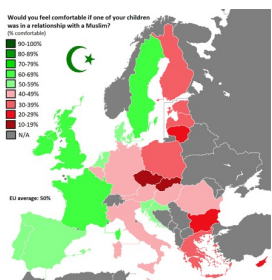 Would you feel comfortable if one of your children
was in a relationship with a Muslim?
(% comfortable)
90-100%
80-89%
70-79%
60-69%
50-59%
40-49%
30-39%
20-29%
10-19%
N/A
EU average: 50%